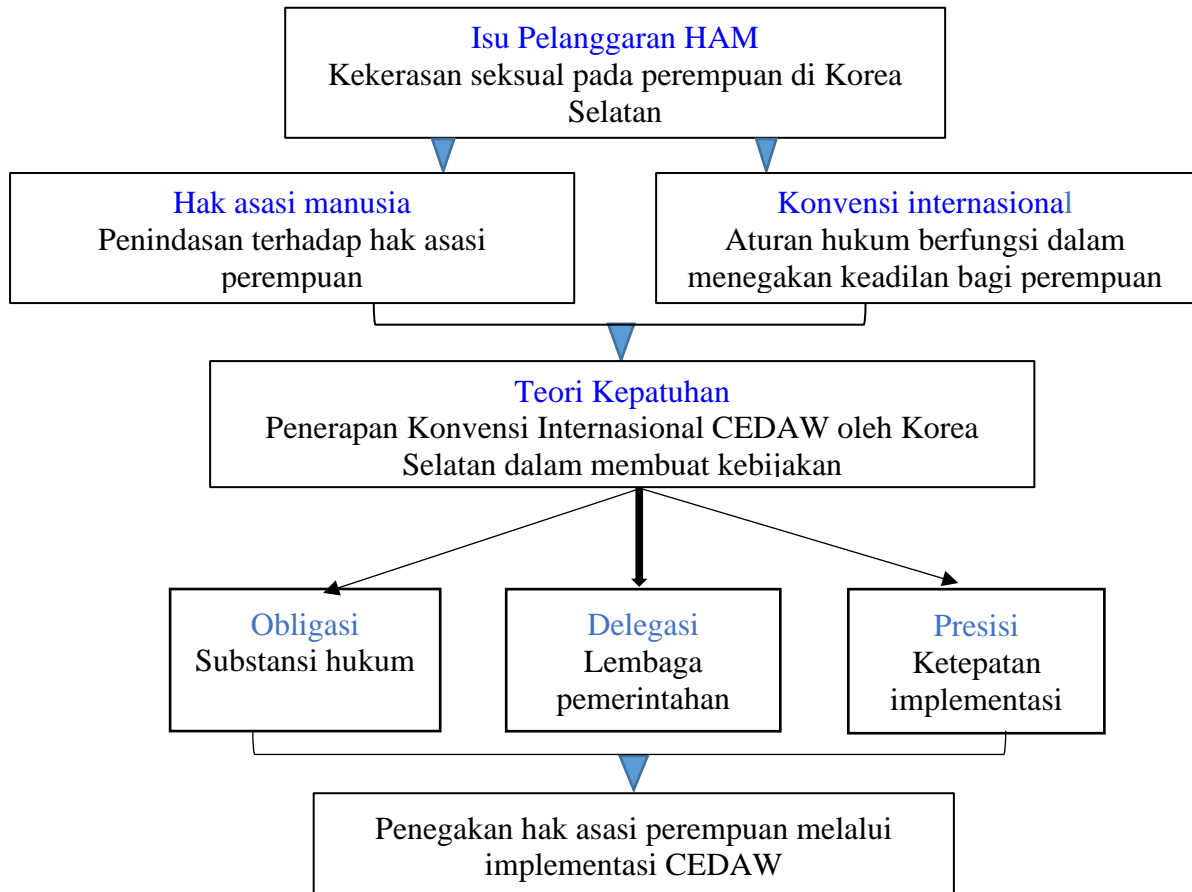 Isu Pelanggaran HAM
Kekerasan seksual pada perempuan di Korea
Selatan
Hak asasi manusia
Penindasan terhadap hak asasi
perempuan
Konvensi internasional
Aturan hukum berfungsi dalam
menegakan keadilan bagi perempuan
Teori Kepatuhan
Penerapan Konvensi Internasional CEDAW oleh Korea
Selatan dalam membuat kebijakan
Obligasi
Substansi hukum
Delegasi
Lembaga
pemerintahan
Presisi
Ketepatan
implementasi
Penegakan hak asasi perempuan melalui
implementasi CEDAW